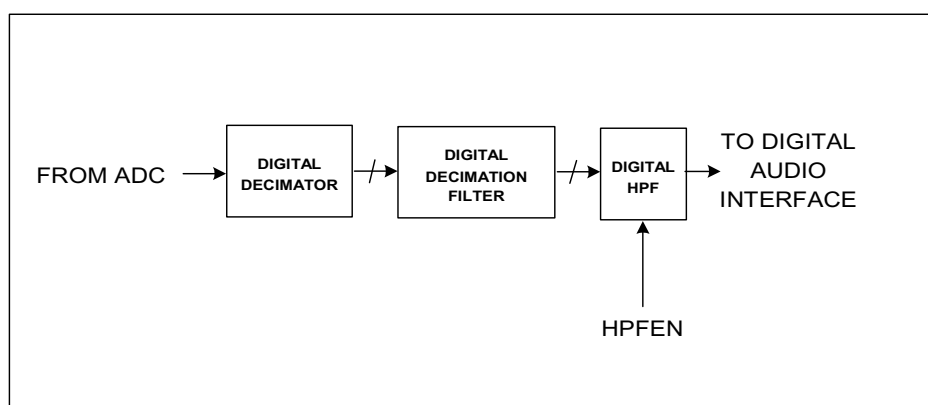 FROM ADC
DIGITAL
DECIMATOR
DIGITAL
DECIMATION
FILTER
DIGITAL
HPF
TO DIGITAL
AUDIO
INTERFACE
HPFEN